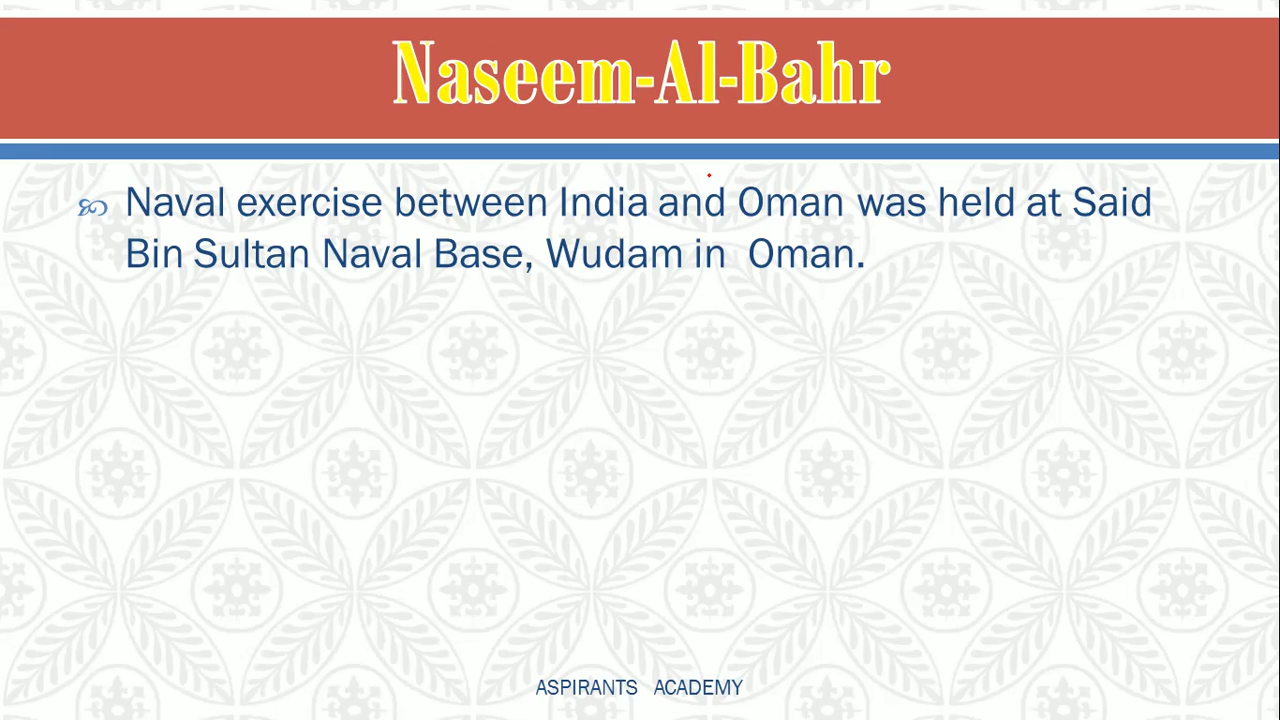 Naseem-Al-Bahr
Naval exercise between India and Oman was held at Said
Bin Sultan Naval Base, Wudam in  Oman.
ASPIRANTS   ACADEMY